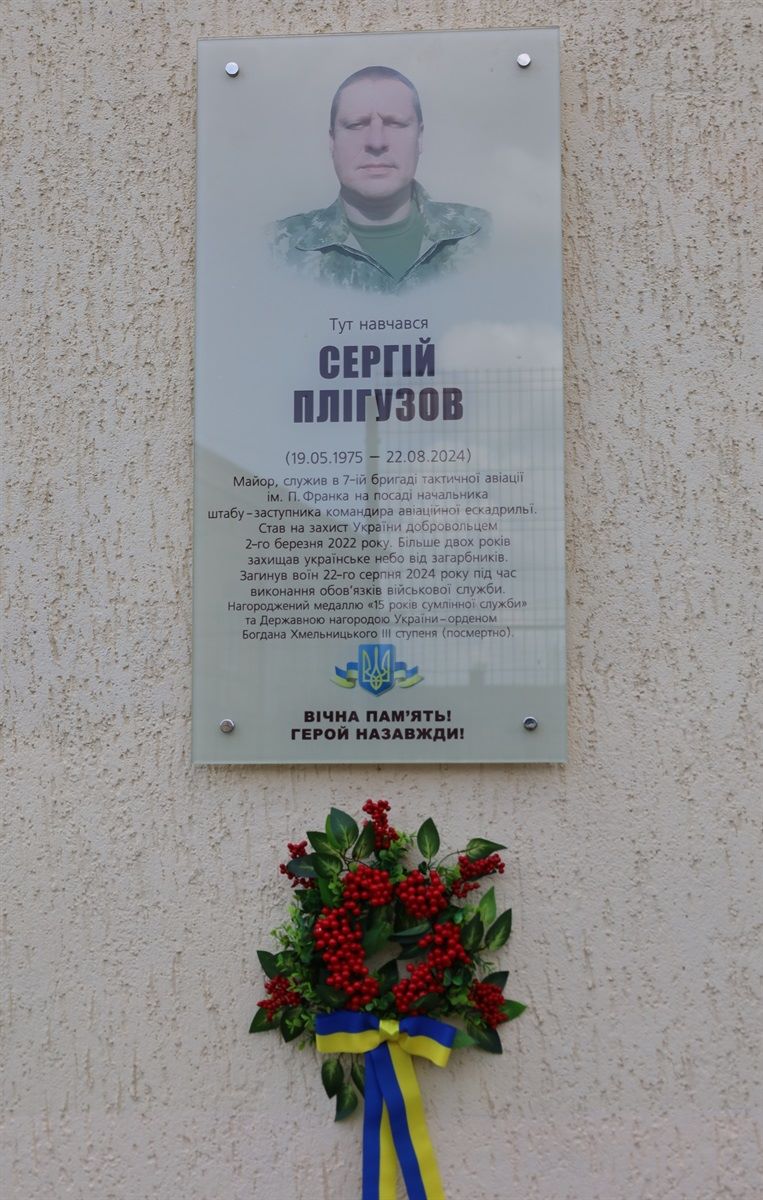 Тут навчався
СЕРГІЙ
ПЛІГУЗОВ
(19.05.1975 – 22.08.2024)
Майор, служив в 7-ій бригаді тактичної авіації
ім. П. Франка на посаді начальника
штабу – заступника командира авіаційної ескадрильї.
Став на захист України добровольцем
2-го березня 2022 року. Більше двох років
захищав українське небо від загарбників.
Загинув воїн 22-го серпня 2024 року під час
виконання обов'язків військової служби.
Нагороджений медаллю «15 років сумлінної служби»
та Державною нагородою України – орденом
Богдана Хмельницького ІІІ ступеня (посмертно).
ВІЧНА ПАМ'ЯТЬ!
ГЕРОЙ НАЗАВЖДИ!